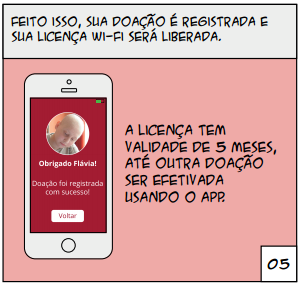 FEITO ISSO, SUA DOAÇÃO É REGISTRADA E
SUA LICENÇA WI-FI SERÁ LIBERADA.
Obrigado Flávia!
Doação foi registrada
com sucesso!
Voltar
A LICENÇA TEM
VALIDADE DE 5 MESES,
ATÉ OUTRA DOAÇÃO
SER EFETIVADA
USANDO O APP.
05